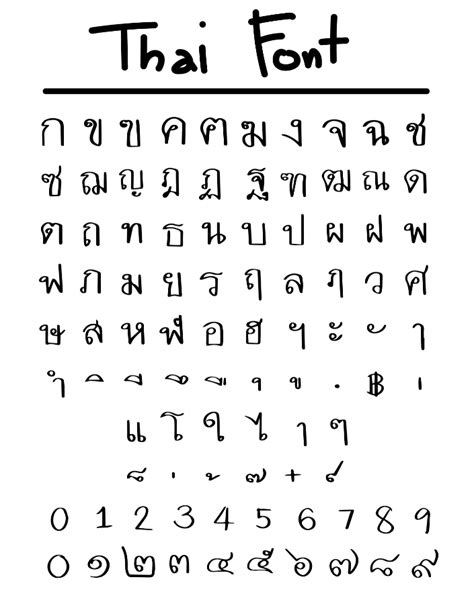 Thai Font
ก ข ฃ ค ฅ ฆ ง จ ฉ ช
ซ ฌ ญ ฎ ฏ ฐ ฑ ฒ ณ ด
ต ถ ท ธ น บ ป ผ ฝ พ
ฟ ภ ม ย ร ฤ ล ฦ ว ศ
ษ ส ห ฬ อ ฮ ฯ ะ ั า
ำ ิ ี ึ ื ุ ู ฺ ฿ เ
แ โ ใ ไ ๅ ๆ
็ ่ ้ ๊ ๋ ์
0 1 2 3 4 5 6 7 8 9
๐ ๑ ๒ ๓ ๔ ๕ ๖ ๗ ๘ ๙